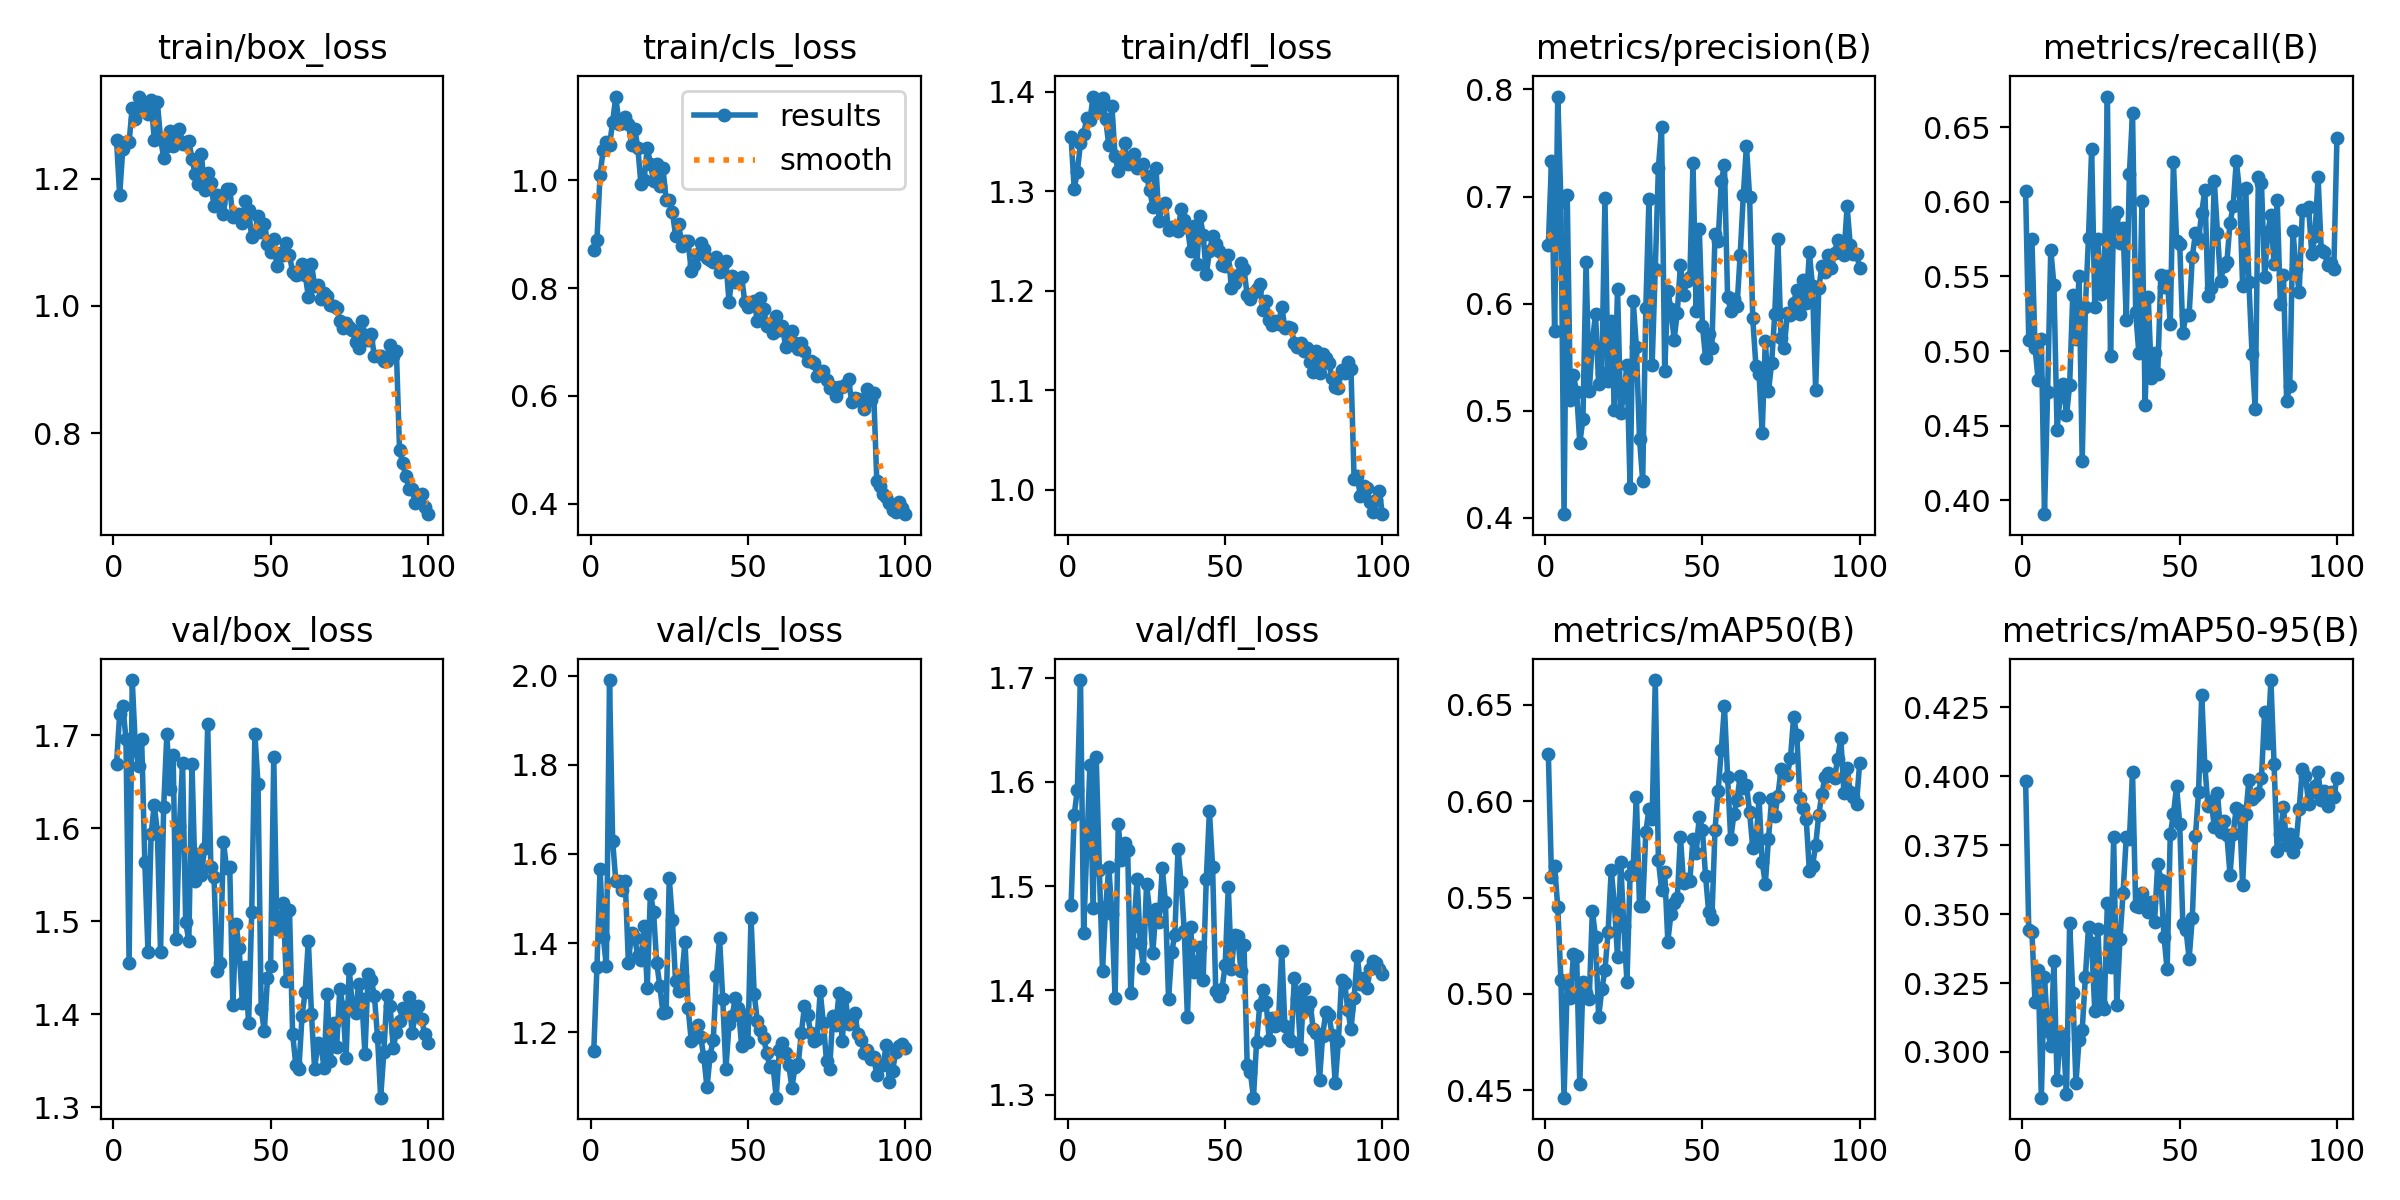 train/box_loss
train/cls_loss
train/dfl_loss
metrics/precision(B)
metrics/recall(B)
results
smooth
1.2
1.0
0.8
0 50 100
1.0
0.8
0.6
0.4
0 50 100
1.4
1.3
1.2
1.1
1.0
0 50 100
0.8
0.7
0.6
0.5
0.4
0 50 100
0.65
0.60
0.55
0.50
0.45
0.40
0 50 100
val/box_loss
val/cls_loss
val/dfl_loss
metrics/mAP50(B)
metrics/mAP50-95(B)
1.7
1.6
1.5
1.4
1.3
0 50 100
2.0
1.8
1.6
1.4
1.2
0 50 100
1.7
1.6
1.5
1.4
1.3
0 50 100
0.65
0.60
0.55
0.50
0.45
0 50 100
0.425
0.400
0.375
0.350
0.325
0.300
0 50 100